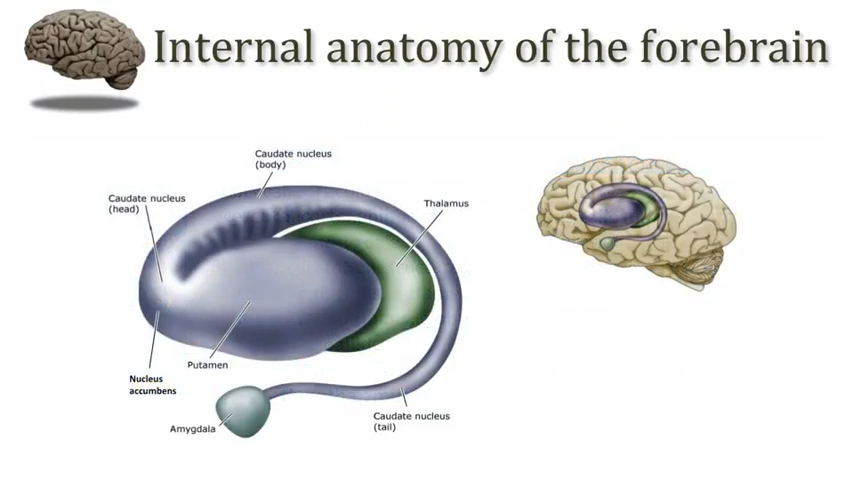 Internal anatomy of the forebrain
Caudate nucleus
(body)
Caudate nucleus
(head)
Thalamus
Putamen
Nucleus
accumbens
Amygdala
Caudate nucleus
(tail)